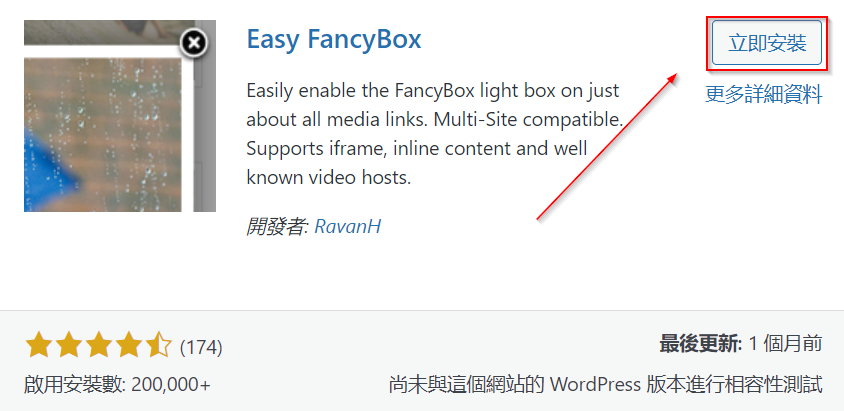 Easy FancyBox
立即安裝
更多詳細資料
Easily enable the FancyBox light box on just
about all media links. Multi-Site compatible.
Supports iframe, inline content and well
known video hosts.
開發者: RavanH
(174)
最後更新: 1 個月前
啟用安裝數: 200,000+
尚未與這個網站的 WordPress 版本進行相容性測試